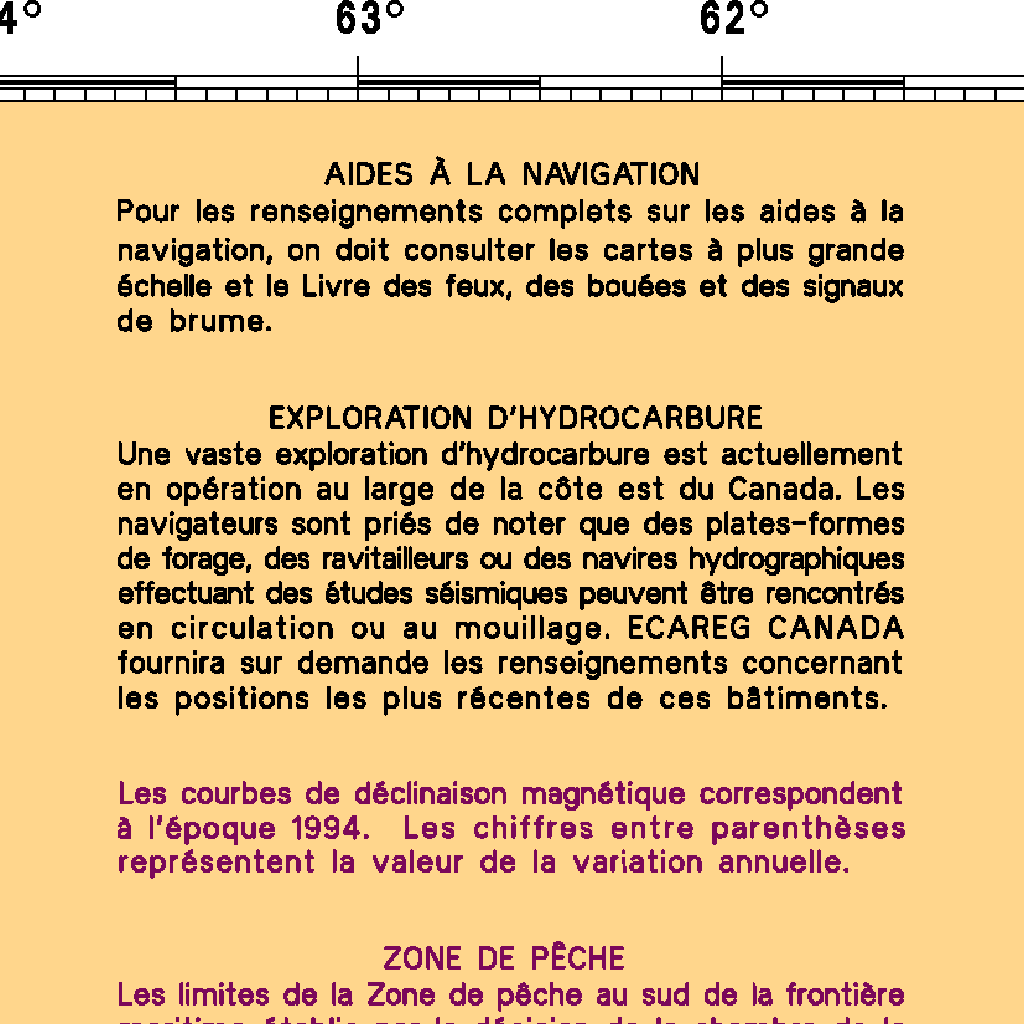 4° 63° 62°
AIDES À LA NAVIGATION
Pour les renseignements complets sur les aides à la
navigation, on doit consulter les cartes à plus grande
échelle et le Livre des feux, des bouées et des signaux
de brume.
EXPLORATION D'HYDROCARBURE
Une vaste exploration d'hydrocarbure est actuellement
en opération au large de la côte est du Canada. Les
navigateurs sont priés de noter que des plates-formes
de forage, des ravitailleurs ou des navires hydrographiques
effectuant des études séismiques peuvent être rencontrés
en circulation ou au mouillage. ECAREG CANADA
fournira sur demande les renseignements concernant
les positions les plus récentes de ces bâtiments.
Les courbes de déclinaison magnétique correspondent
à l'époque 1994. Les chiffres entre parenthèses
représentent la valeur de la variation annuelle.
ZONE DE PÊCHE
Les limites de la Zone de pêche au sud de la frontière